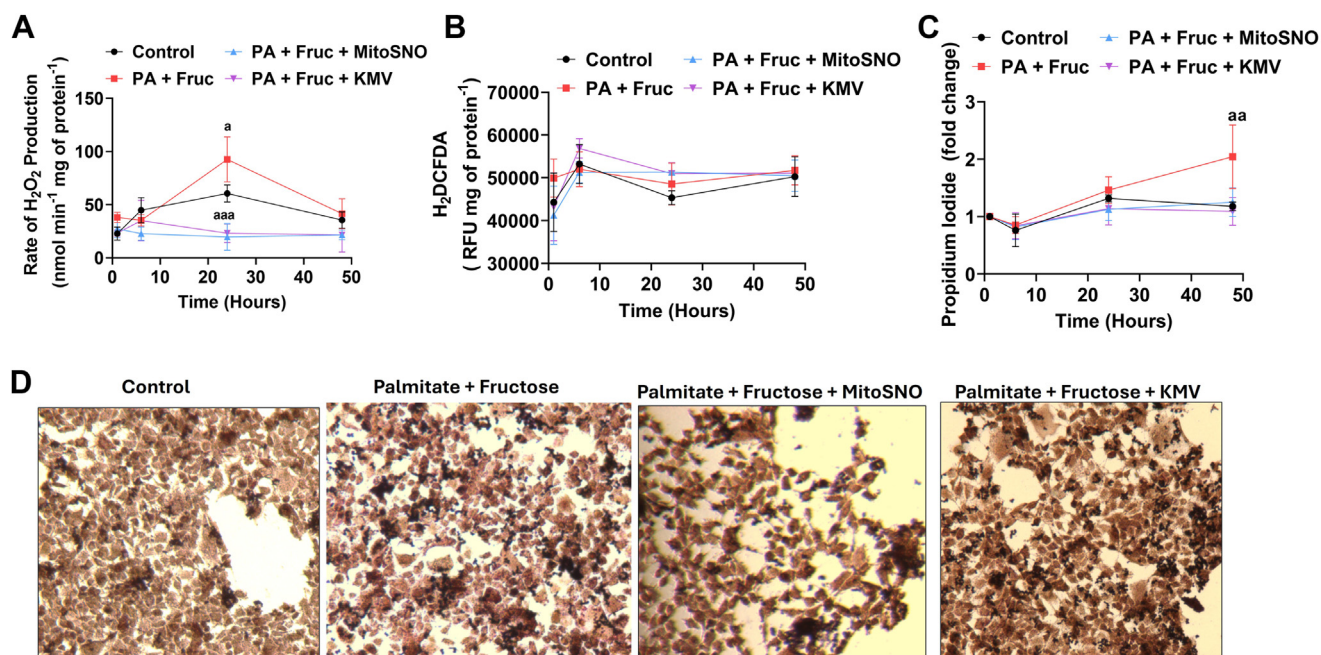 A
Control
PA + Fruc + MitoSNO
PA + Fruc
PA + Fruc + KMV
Rate of H₂O₂ Production
(nmol min⁻¹ mg of protein⁻¹)
150
100
50
0
a
aaa
0 10 20 30 40 50
Time (Hours)
B
Control
PA + Fruc + MitoSNO
PA + Fruc
PA + Fruc + KMV
H₂DCFDA
( RFU mg of protein⁻¹)
70000
60000
50000
40000
30000
0 10 20 30 40 50
Time (Hours)
C
Control
PA + Fruc + MitoSNO
PA + Fruc
PA + Fruc + KMV
Propidium Iodide (fold change)
3
2
1
0
aa
0 10 20 30 40 50
Time (Hours)
D
Control
Palmitate + Fructose
Palmitate + Fructose + MitoSNO
Palmitate + Fructose + KMV